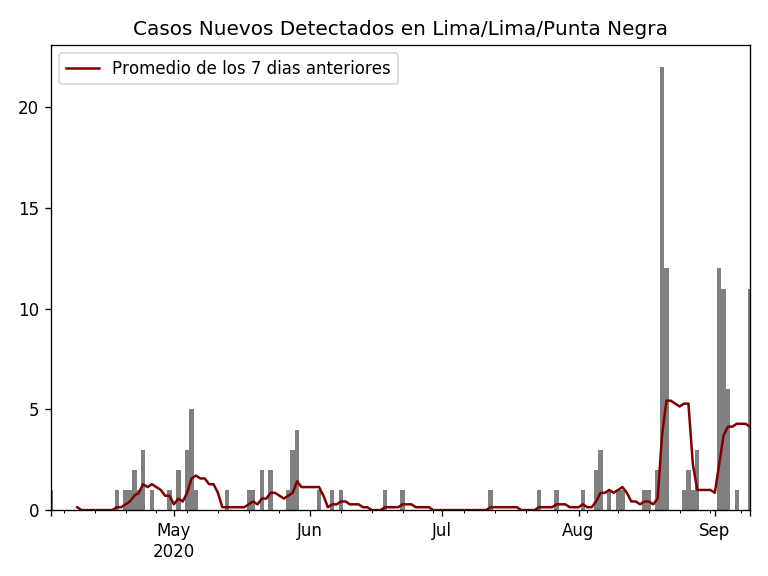 Casos Nuevos Detectados en Lima/Lima/Punta Negra
Promedio de los 7 dias anteriores
20
15
10
5
0
May Jun Jul Aug Sep
2020